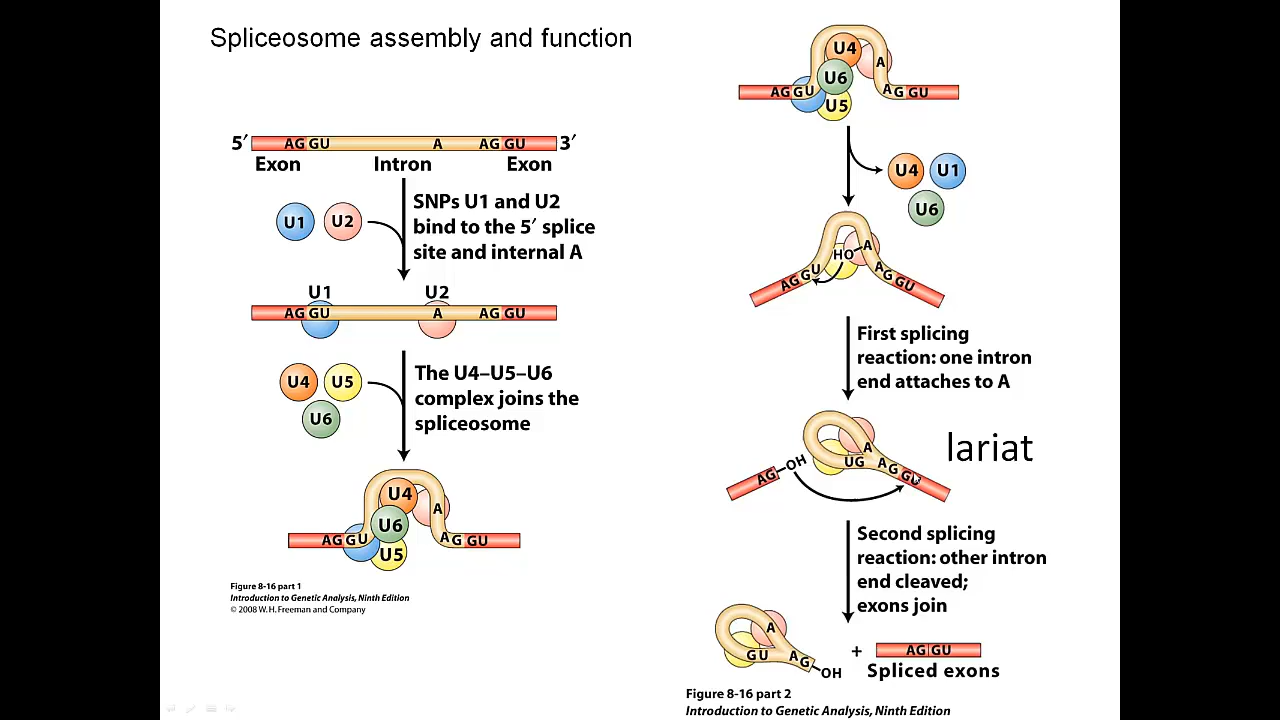 Spliceosome assembly and function
5′ AG GU A AG GU 3′
Exon Intron Exon
U1 U2
SNPs U1 and U2
bind to the 5′ splice
site and internal A
U1 U2
AG GU A AG GU
U4 U5
U6
The U4–U5–U6
complex joins the
spliceosome
U4
A
U6
AG GU AG GU
U5
Figure 8-16 part 1
Introduction to Genetic Analysis, Ninth Edition
© 2008 W. H. Freeman and Company
U4
A
U6
AG GU AG GU
U5
U4 U1
U6
HO A
AG GU AG GU
First splicing
reaction: one intron
end attaches to A
lariat
A
UG AG GU
AG OH
Second splicing
reaction: other intron
end cleaved;
exons join
A
GU AG OH
+ AG GU
Spliced exons
Figure 8-16 part 2
Introduction to Genetic Analysis, Ninth Edition